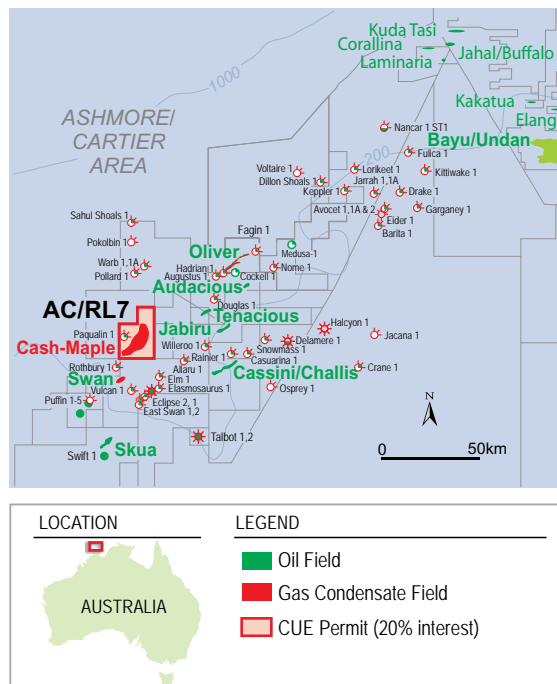 Kuda Tasi
Corallina
Jahal/Buffalo
Laminaria
1000
ASHMORE/
CARTIER
AREA
Kakatua
Elang
Nancar 1 ST1
Bayu/Undan
200
Fulica 1
Voltaire 1
Lorikeet 1
Kittiwake 1
Dillon Shoals 1
Jarrah 1,1A
Keppler 1
Drake 1
Sahul Shoals 1
Avocet 1,1A & 2
Garganey 1
Eider 1
Fagin 1
Barita 1
Pokolbin 1
Medusa-1
Oliver
Warb 1,1A
Hadrian 1
Nome 1
Pollard 1
Augustus 1
Cockell 1
Audacious
AC/RL7
Douglas 1
Tenacious
Halcyon 1
Jabiru
Paqualin 1
Jacana 1
Cash-Maple
Willeroo 1
Delamere 1
Snowmass 1
Rainier 1
Casuarina 1
Rothbury 1
Allaru 1
Crane 1
Cassini/Challis
Swan
Elm 1
Vulcan 1
Elasmosaurus 1
Osprey 1
Puffin 1-5
Eclipse 2, 1
East Swan 1,2
N
Talbot 1,2
0 50km
Skua
Swift 1
LOCATION
LEGEND
Oil Field
AUSTRALIA
Gas Condensate Field
CUE Permit (20% interest)